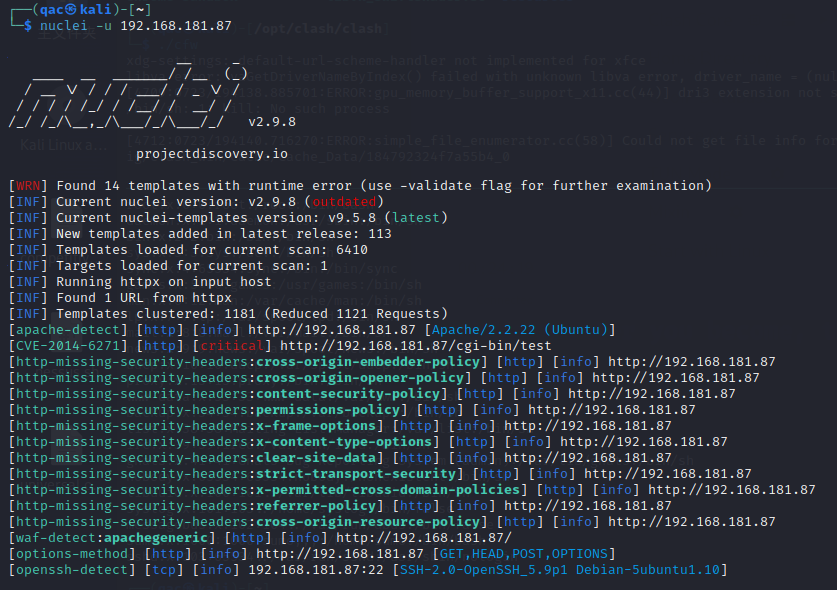 ┌──(qac㉿kali)-[~]
└─$ nuclei -u 192.168.181.87
v2.9.8
projectdiscovery.io
[WRN] Found 14 templates with runtime error (use -validate flag for further examination)
[INF] Current nuclei version: v2.9.8 (outdated)
[INF] Current nuclei-templates version: v9.5.8 (latest)
[INF] New templates added in latest release: 113
[INF] Templates loaded for current scan: 6410
[INF] Targets loaded for current scan: 1
[INF] Running httpx on input host
[INF] Found 1 URL from httpx
[INF] Templates clustered: 1181 (Reduced 1121 Requests)
[apache-detect] [http] [info] http://192.168.181.87 [Apache/2.2.22 (Ubuntu)]
[CVE-2014-6271] [http] [critical] http://192.168.181.87/cgi-bin/test
[http-missing-security-headers:cross-origin-embedder-policy] [http] [info] http://192.168.181.87
[http-missing-security-headers:cross-origin-opener-policy] [http] [info] http://192.168.181.87
[http-missing-security-headers:content-security-policy] [http] [info] http://192.168.181.87
[http-missing-security-headers:permissions-policy] [http] [info] http://192.168.181.87
[http-missing-security-headers:x-frame-options] [http] [info] http://192.168.181.87
[http-missing-security-headers:x-content-type-options] [http] [info] http://192.168.181.87
[http-missing-security-headers:clear-site-data] [http] [info] http://192.168.181.87
[http-missing-security-headers:strict-transport-security] [http] [info] http://192.168.181.87
[http-missing-security-headers:x-permitted-cross-domain-policies] [http] [info] http://192.168.181.87
[http-missing-security-headers:referrer-policy] [http] [info] http://192.168.181.87
[http-missing-security-headers:cross-origin-resource-policy] [http] [info] http://192.168.181.87
[waf-detect:apachegeneric] [http] [info] http://192.168.181.87/
[options-method] [http] [info] http://192.168.181.87 [GET,HEAD,POST,OPTIONS]
[openssh-detect] [tcp] [info] 192.168.181.87:22 [SSH-2.0-OpenSSH_5.9p1 Debian-5ubuntu1.10]